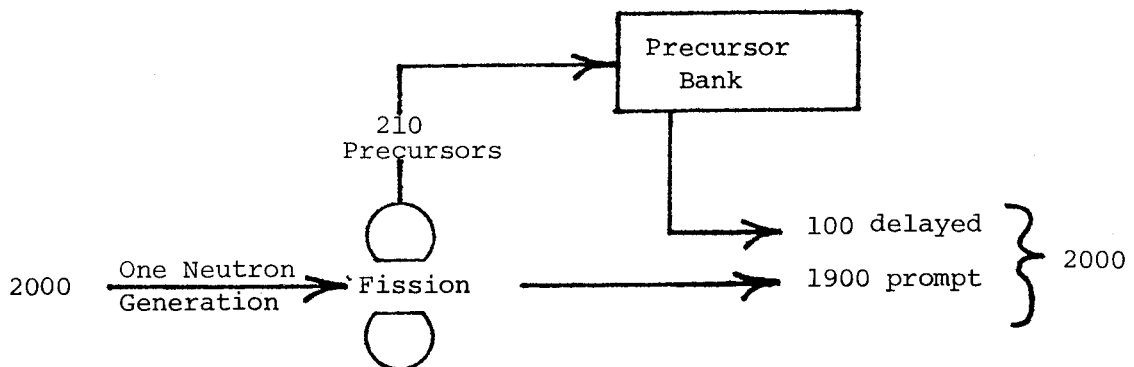 Precursor
Bank
210
Precursors
100 delayed
2000
One Neutron
Generation
Fission
1900 prompt
2000